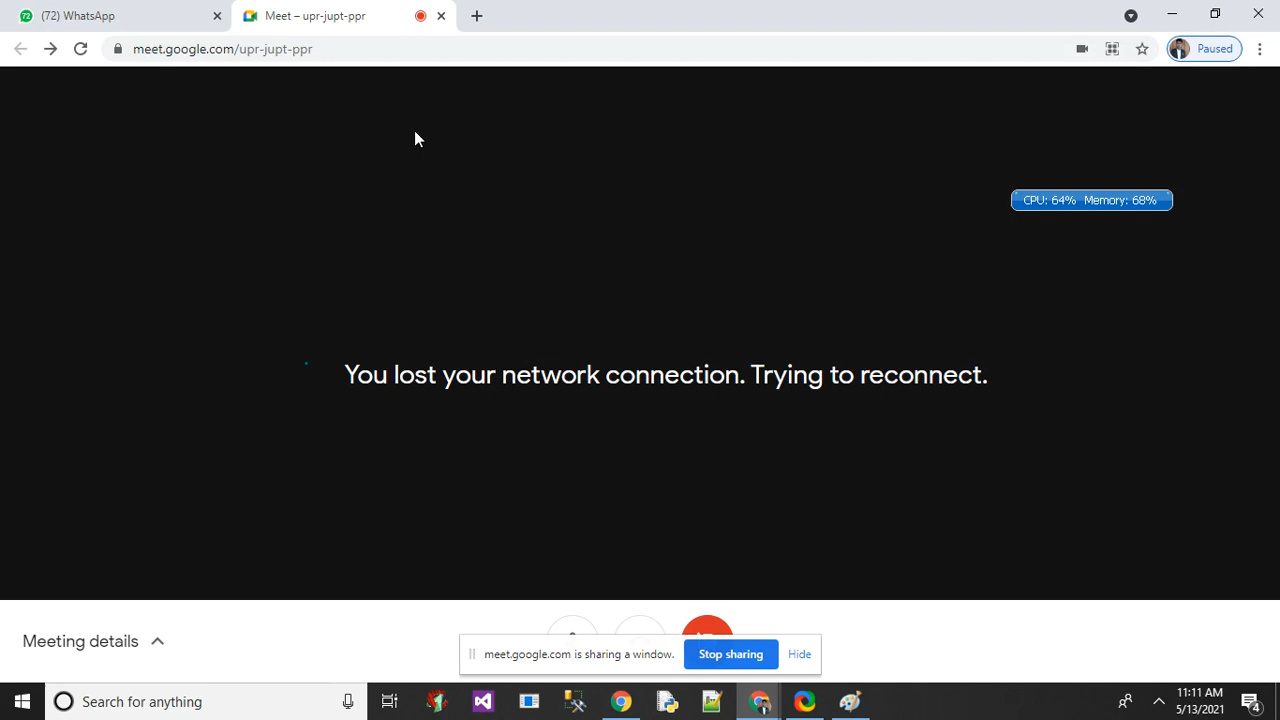 (72) WhatsApp
Meet – upr-jupt-ppr
meet.google.com/upr-jupt-ppr
Paused
CPU: 64% Memory: 68%
You lost your network connection. Trying to reconnect.
Meeting details
meet.google.com is sharing a window.
Stop sharing
Hide
Search for anything
11:11 AM
5/13/2021
4